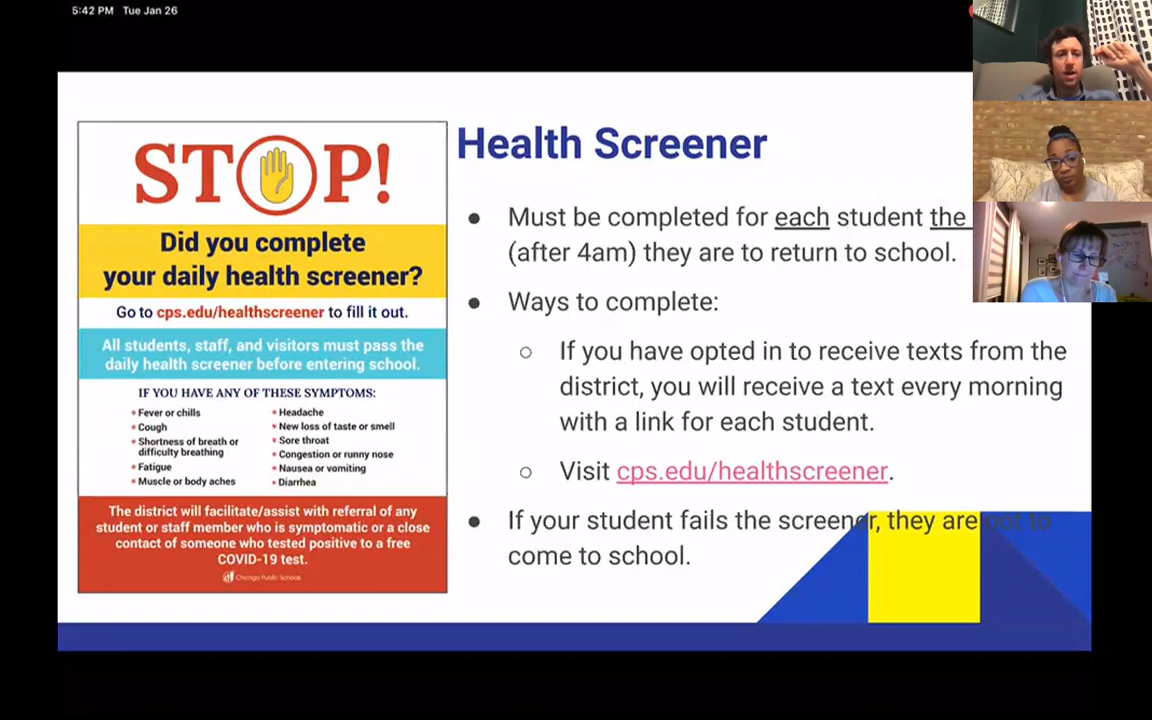 5:42 PM Tue Jan 26
STOP!
Did you complete
your daily health screener?
Go to cps.edu/healthscreener to fill it out.
All students, staff, and visitors must pass the
daily health screener before entering school.
IF YOU HAVE ANY OF THESE SYMPTOMS:
• Fever or chills
• Cough
• Shortness of breath or
difficulty breathing
• Fatigue
• Muscle or body aches
• Headache
• New loss of taste or smell
• Sore throat
• Congestion or runny nose
• Nausea or vomiting
• Diarrhea
The district will facilitate/assist with referral of any
student or staff member who is symptomatic or a close
contact of someone who tested positive to a free
COVID-19 test.
Chicago Public Schools
Health Screener
● Must be completed for each student the
(after 4am) they are to return to school.
● Ways to complete:
○ If you have opted in to receive texts from the
district, you will receive a text every morning
with a link for each student.
○ Visit cps.edu/healthscreener.
● If your student fails the screener, they are not to
come to school.